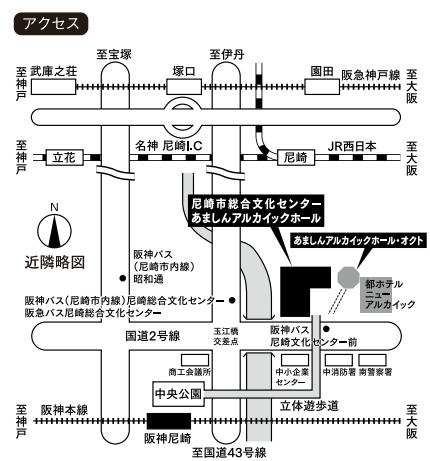 アクセス
至宝塚
至伊丹
至神戸
武庫之荘
塚口
園田
阪急神戸線
至大阪
至神戸
立花
名神 尼崎I.C
尼崎
JR西日本
至大阪
尼崎市総合文化センター
あましんアルカイックホール
N
近隣略図
あましんアルカイックホール・オクト
阪神バス
(尼崎市内線)
昭和通
都ホテル
ニュー
アルカイック
阪神バス(尼崎市内線)尼崎総合文化センター
阪急バス尼崎総合文化センター
国道2号線
玉江橋
交差点
阪神バス
尼崎文化センター前
商工会議所
中小企業
センター
中消防署
南警察署
中央公園
立体遊歩道
至神戸
阪神本線
阪神尼崎
至大阪
至国道43号線